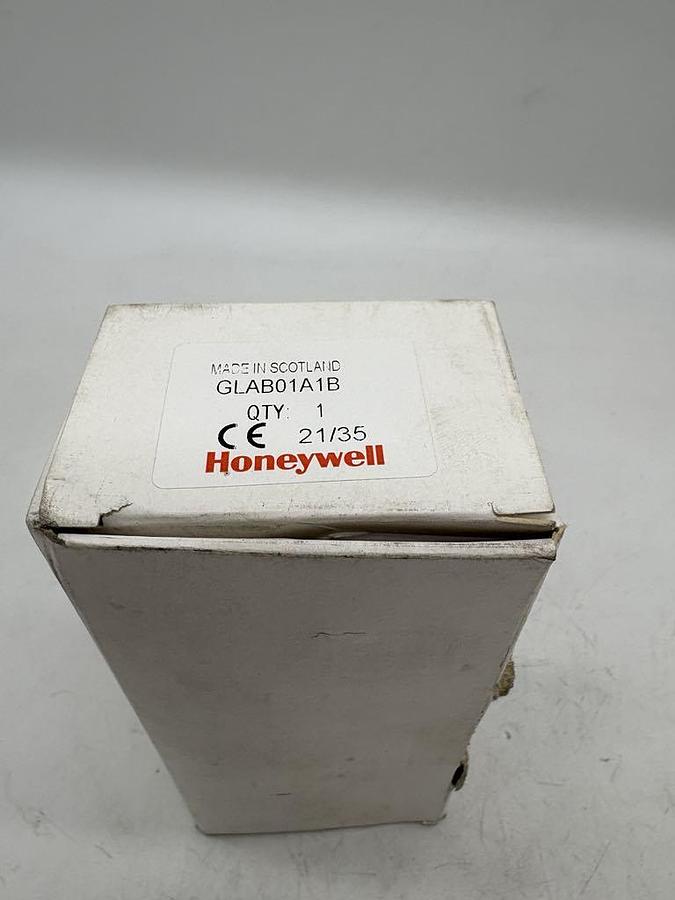 MADE IN SCOTLAND
GLAB01A1B
QTY: 1
CE 21/35
Honeywell